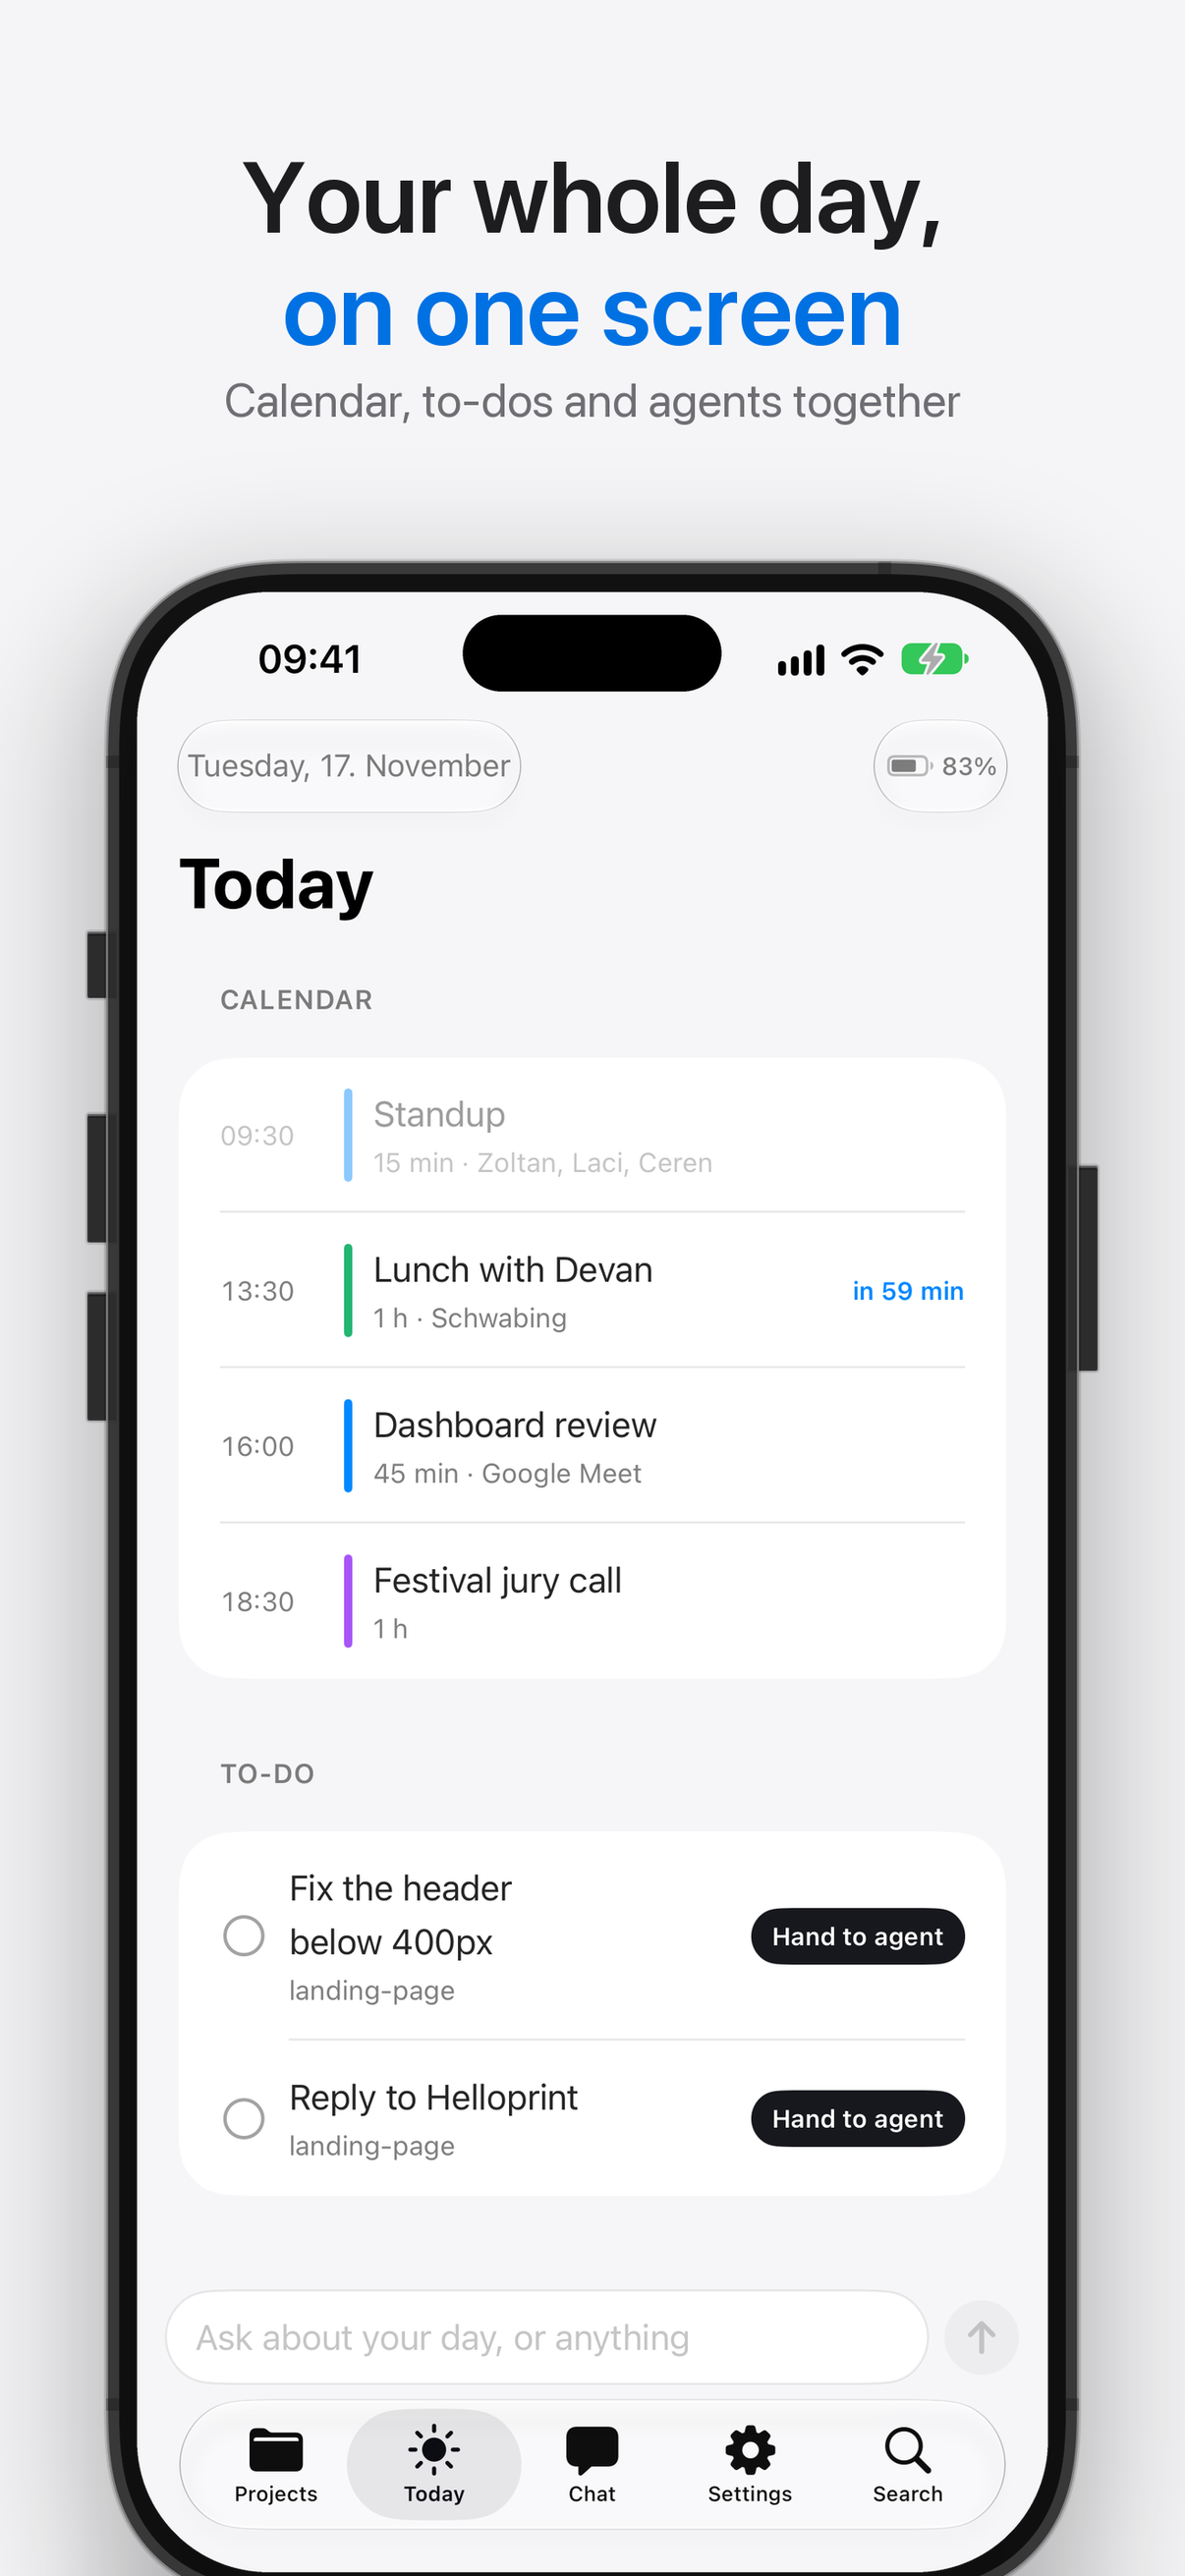 Your whole day,
on one screen
Calendar, to-dos and agents together
09:41
Tuesday, 17. November
83%
Today
CALENDAR
09:30
Standup
15 min · Zoltan, Laci, Ceren
13:30
Lunch with Devan
1 h · Schwabing
in 59 min
16:00
Dashboard review
45 min · Google Meet
18:30
Festival jury call
1 h
TO-DO
Fix the header
below 400px
landing-page
Hand to agent
Reply to Helloprint
landing-page
Hand to agent
Ask about your day, or anything
Projects
Today
Chat
Settings
Search